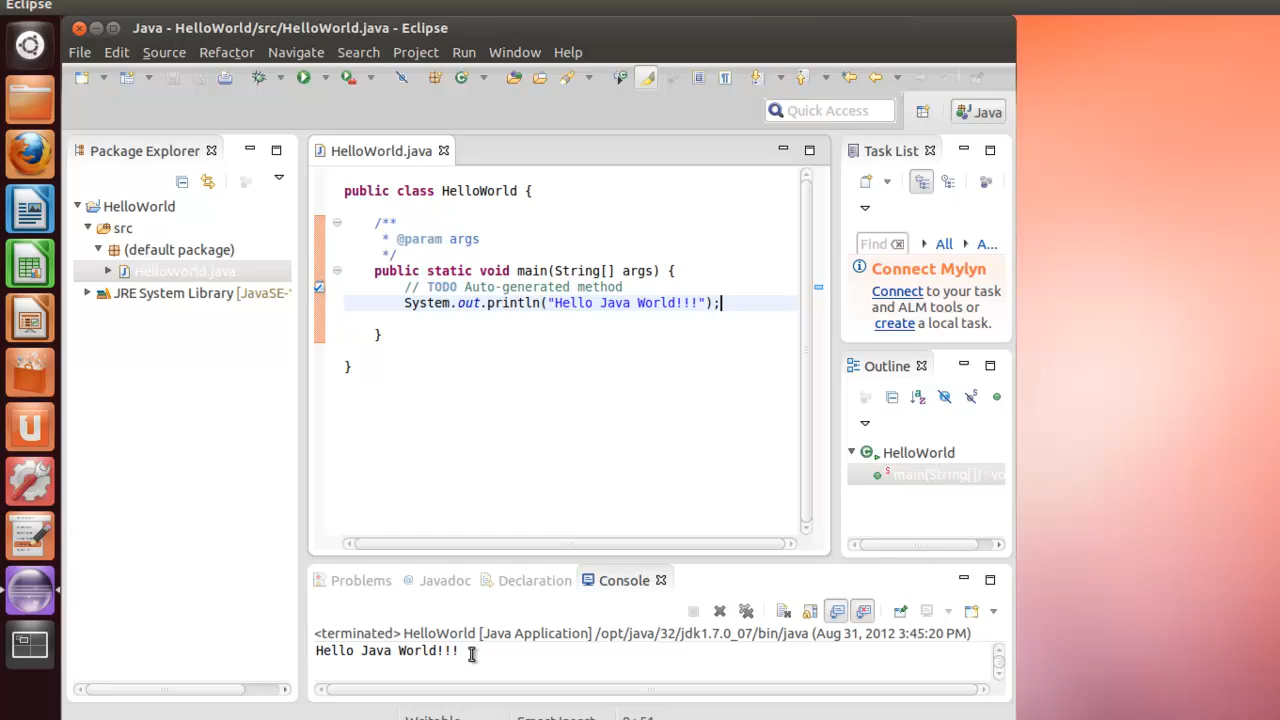 Eclipse
Java - HelloWorld/src/HelloWorld.java - Eclipse
File Edit Source Refactor Navigate Search Project Run Window Help
Quick Access
Java
Package Explorer
HelloWorld.java
Task List
HelloWorld
src
(default package)
HelloWorld.java
JRE System Library [JavaSE-
public class HelloWorld {
/**
* @param args
*/
public static void main(String[] args) {
// TODO Auto-generated method
System.out.println("Hello Java World!!!");
}
}
Find All A...
Connect Mylyn
Connect to your task
and ALM tools or
create a local task.
Outline
HelloWorld
main(String[]) : vo
Problems @ Javadoc Declaration Console
<terminated> HelloWorld [Java Application] /opt/java/32/jdk1.7.0_07/bin/java (Aug 31, 2012 3:45:20 PM)
Hello Java World!!!